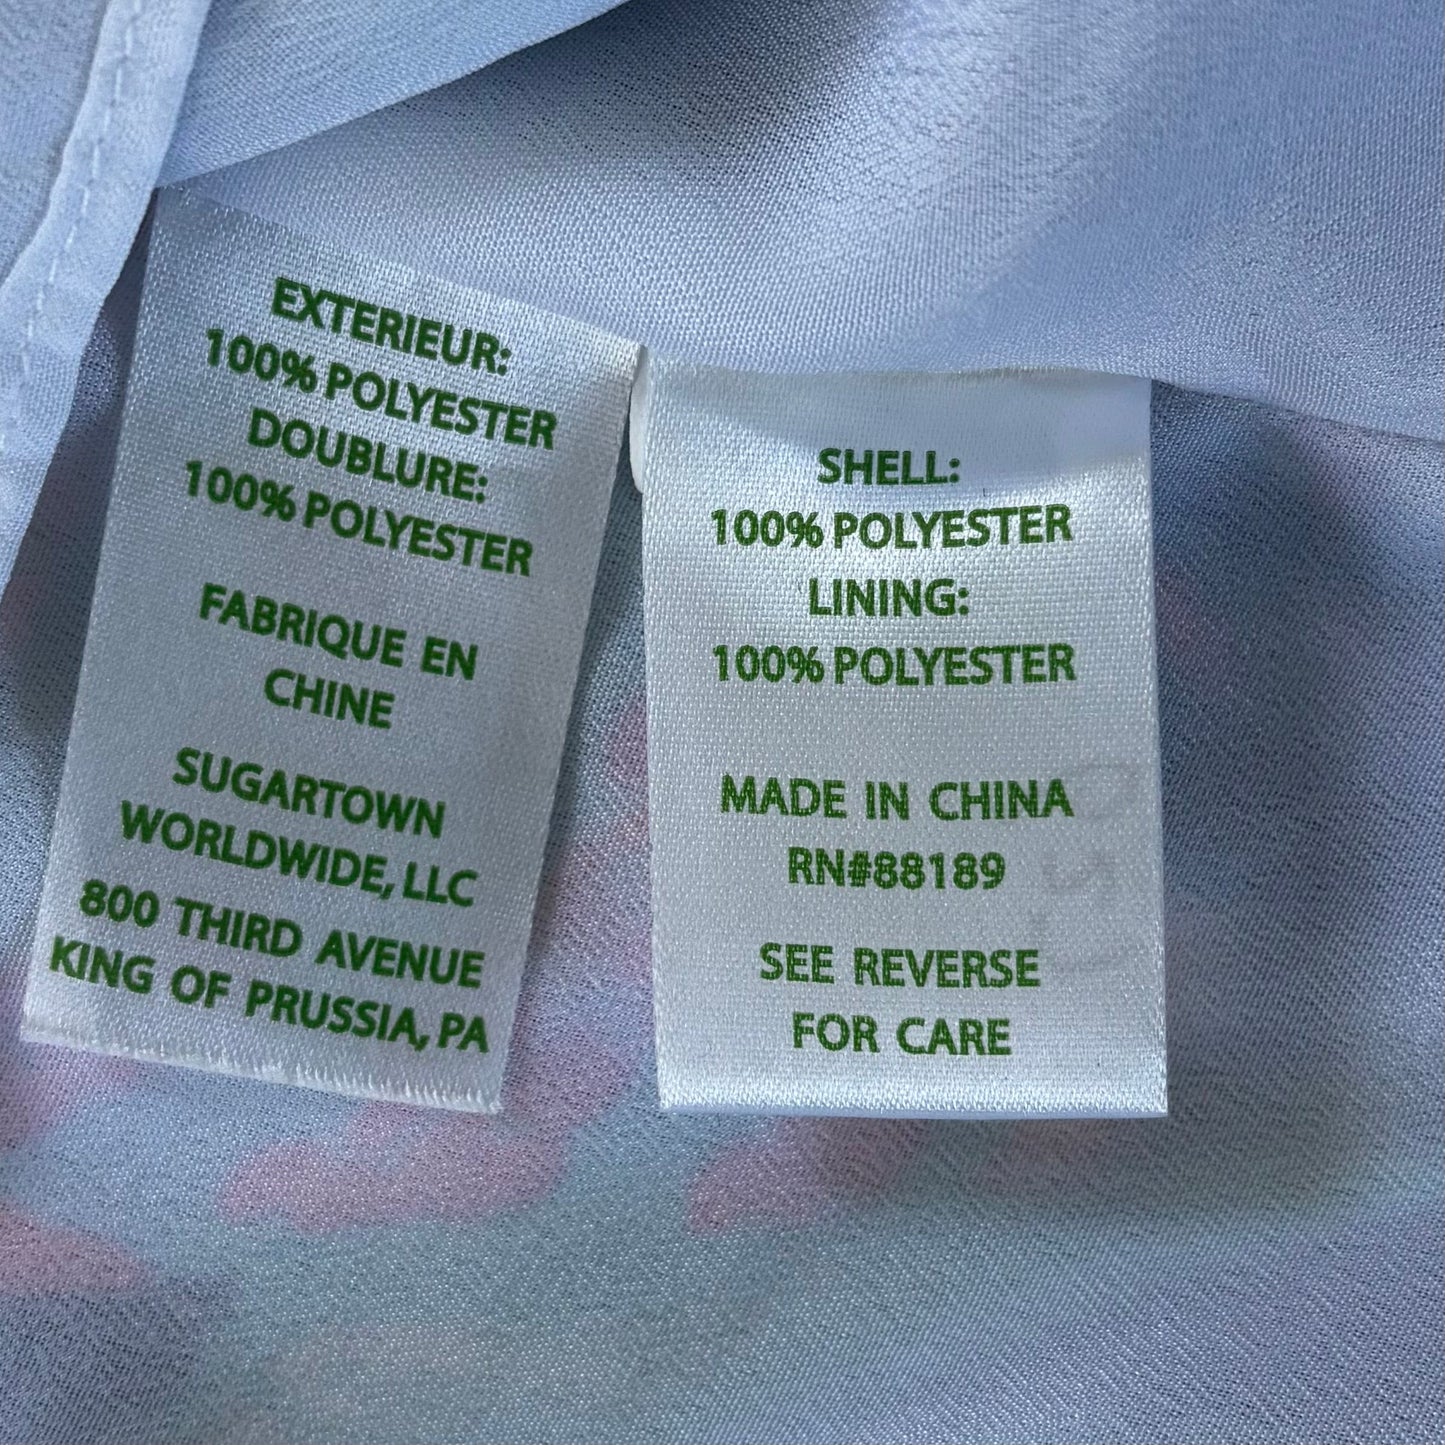 EXTERIEUR:
100% POLYESTER
DOUBLURE:
100% POLYESTER
FABRIQUE EN
CHINE
SUGARTOWN
WORLDWIDE, LLC
800 THIRD AVENUE
KING OF PRUSSIA, PA
SHELL:
100% POLYESTER
LINING:
100% POLYESTER
MADE IN CHINA
RN#88189
SEE REVERSE
FOR CARE